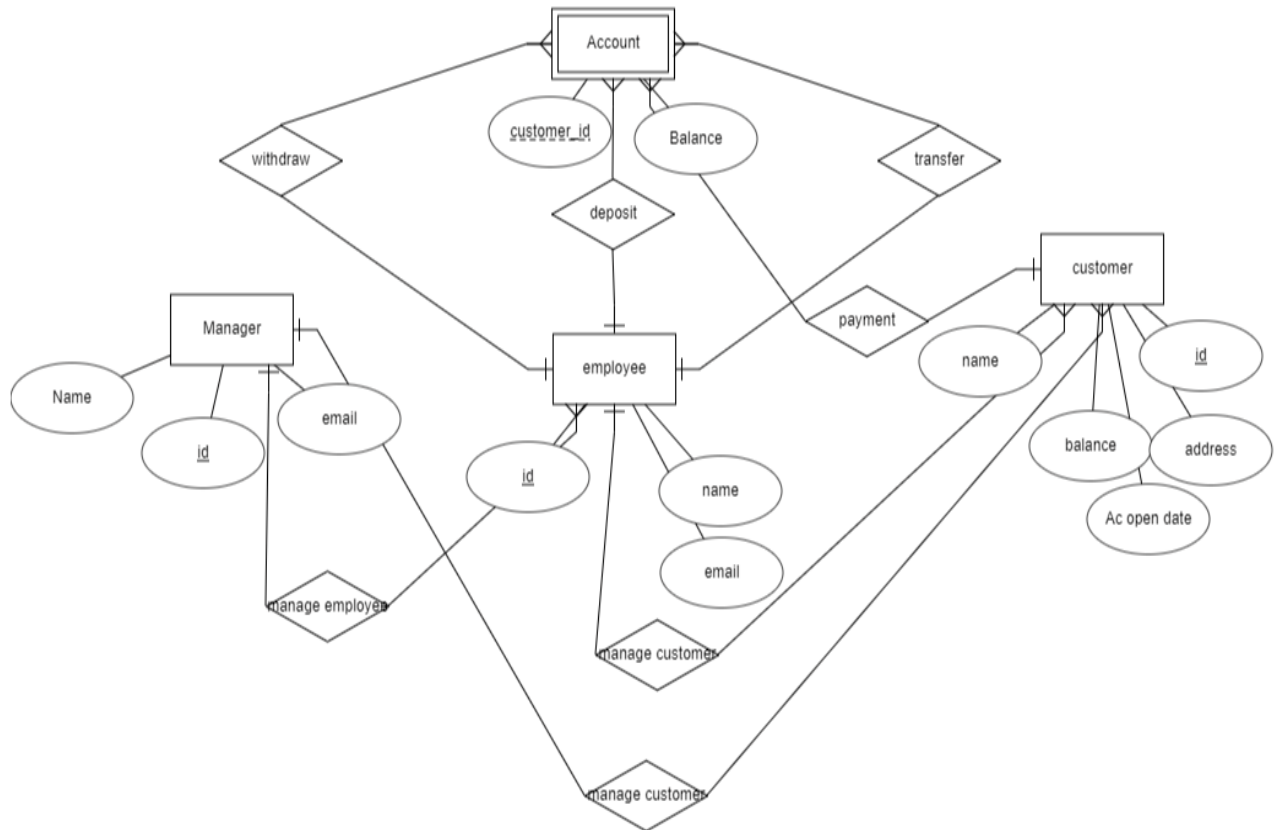 Account
customer_id
Balance
withdraw
transfer
deposit
customer
Manager
payment
employee
name
id
Name
email
id
balance
address
id
name
Ac open date
email
manage employee
manage customer
manage customer